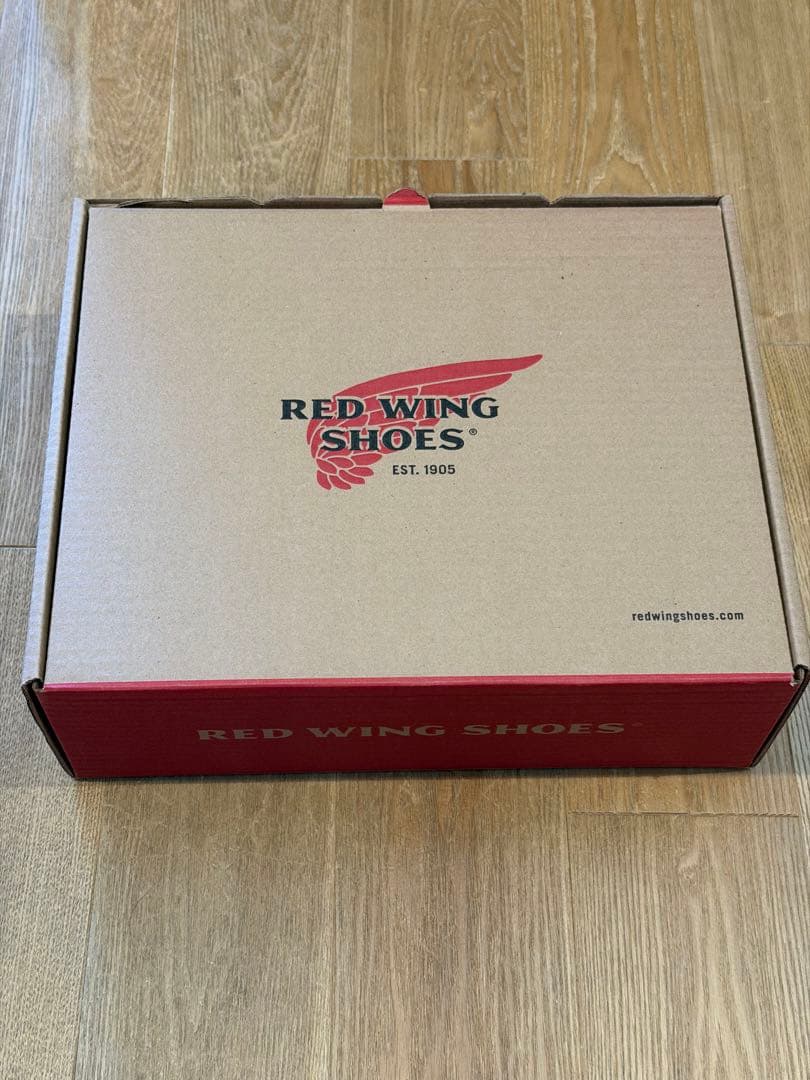 RED WING
SHOES®
EST. 1905
redwingshoes.com
RED WING SHOES®